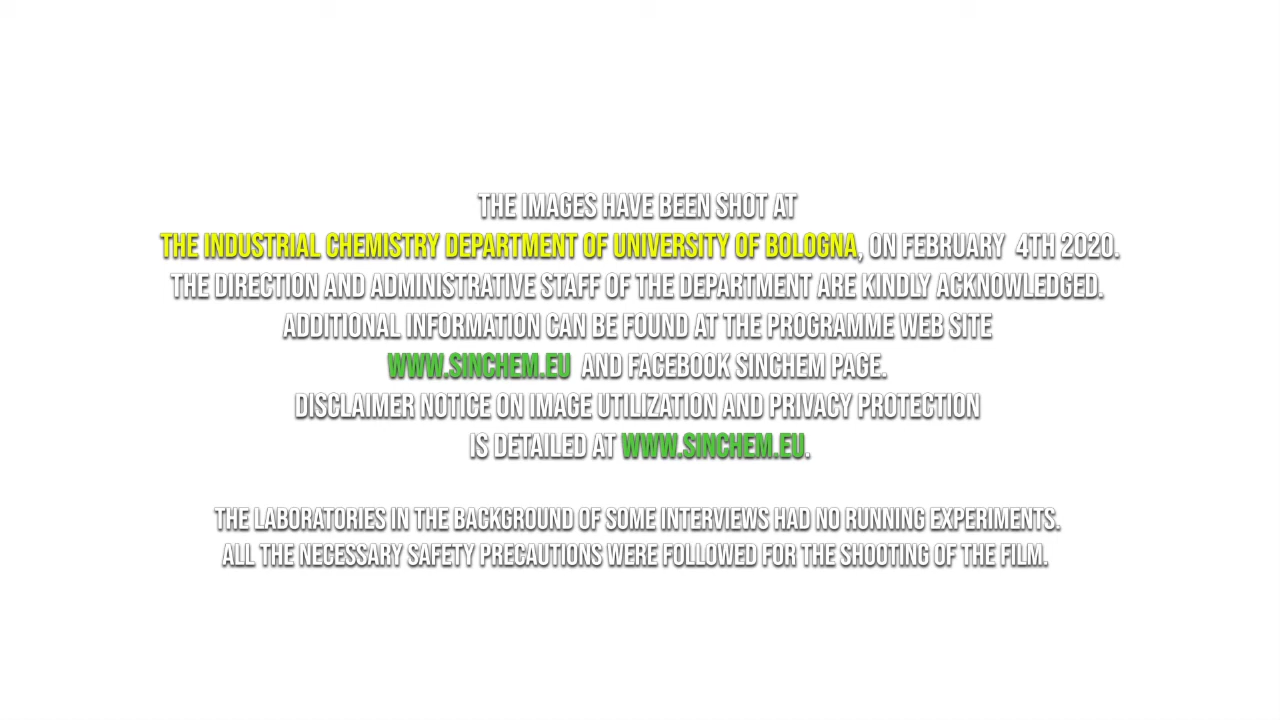 THE IMAGES HAVE BEEN SHOT AT
THE INDUSTRIAL CHEMISTRY DEPARTMENT OF UNIVERSITY OF BOLOGNA, ON FEBRUARY 4TH 2020.
THE DIRECTION AND ADMINISTRATIVE STAFF OF THE DEPARTMENT ARE KINDLY ACKNOWLEDGED.
ADDITIONAL INFORMATION CAN BE FOUND AT THE PROGRAMME WEB SITE
WWW.SINCHEM.EU AND FACEBOOK SINCHEM PAGE.
DISCLAIMER NOTICE ON IMAGE UTILIZATION AND PRIVACY PROTECTION
IS DETAILED AT WWW.SINCHEM.EU.
THE LABORATORIES IN THE BACKGROUND OF SOME INTERVIEWS HAD NO RUNNING EXPERIMENTS.
ALL THE NECESSARY SAFETY PRECAUTIONS WERE FOLLOWED FOR THE SHOOTING OF THE FILM.